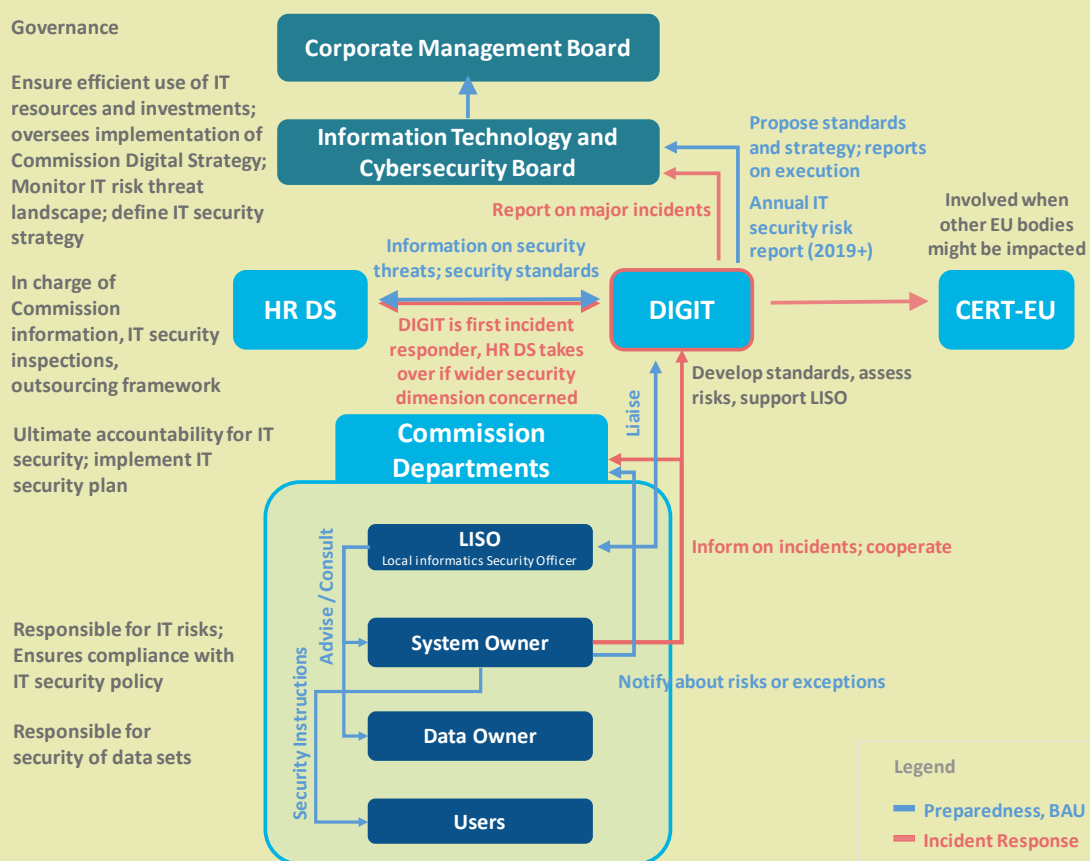 Governance
Corporate Management Board
Ensure efficient use of IT
resources and investments;
oversees implementation of
Commission Digital Strategy;
Monitor IT risk threat
landscape; define IT security
strategy
Information Technology and
Cybersecurity Board
Propose standards
and strategy; reports
on execution
Annual IT
security risk
report (2019+)
Report on major incidents
Involved when
other EU bodies
might be impacted
Information on security
threats; security standards
In charge of
Commission
information, IT security
inspections,
outsourcing framework
HR DS
DIGIT
CERT-EU
DIGIT is first incident
responder, HR DS takes
over if wider security
dimension concerned
Develop standards, assess
risks, support LISO
Liaise
Ultimate accountability for IT
security; implement IT
security plan
Commission
Departments
LISO
Local informatics Security Officer
Inform on incidents; cooperate
Advise / Consult
Responsible for IT risks;
Ensures compliance with
IT security policy
System Owner
Notify about risks or exceptions
Security Instructions
Responsible for
security of data sets
Data Owner
Users
Legend
Preparedness, BAU
Incident Response